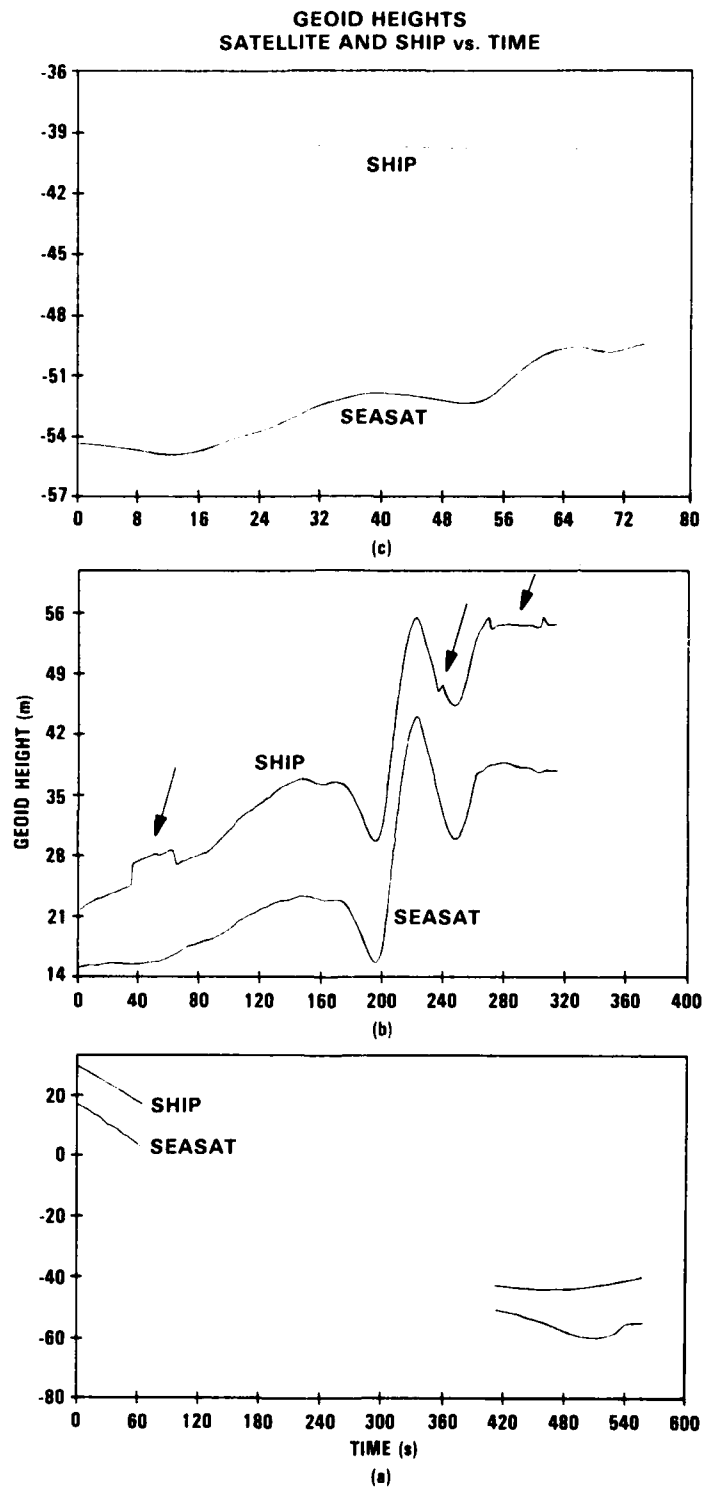 GEOID HEIGHTS
SATELLITE AND SHIP vs. TIME
-36
-39
-42
-45
-48
-51
-54
-57
SHIP
SEASAT
0 8 16 24 32 40 48 56 64 72 80
(c)
GEOID HEIGHT (m)
56
49
42
35
28
21
14
SHIP
SEASAT
0 40 80 120 160 200 240 280 320 360 400
(b)
20
0
-20
-40
-60
-80
SHIP
SEASAT
0 60 120 180 240 300 360 420 480 540 600
TIME (s)
(a)